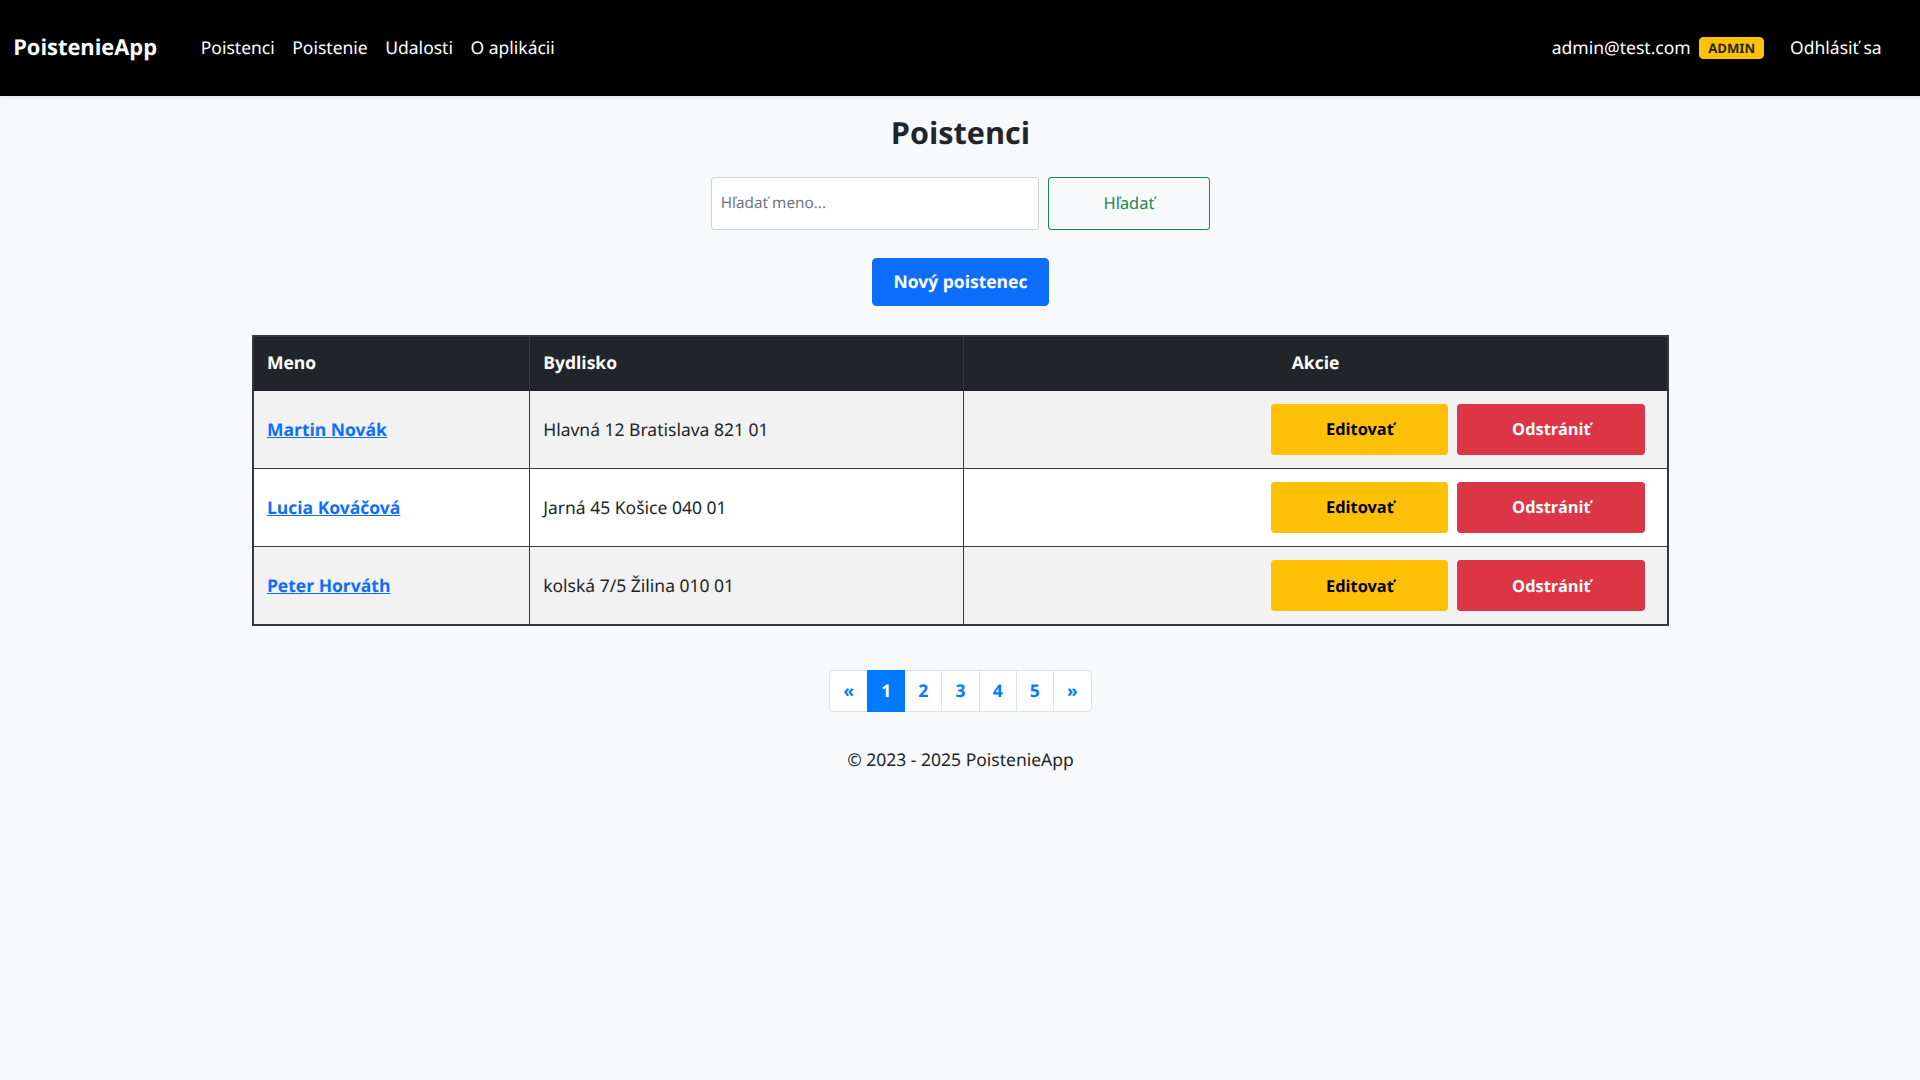 PoistenieApp Poistenci Poistenie Udalosti O aplikácii admin@test.com ADMIN Odhlásiť sa
Poistenci
Hľadať meno... Hľadať
Nový poistenec
Meno Bydlisko Akcie
Martin Novák Hlavná 12 Bratislava 821 01 Editovať Odstrániť
Lucia Kováčová Jarná 45 Košice 040 01 Editovať Odstrániť
Peter Horváth kolská 7/5 Žilina 010 01 Editovať Odstrániť
« 1 2 3 4 5 »
© 2023 - 2025 PoistenieApp